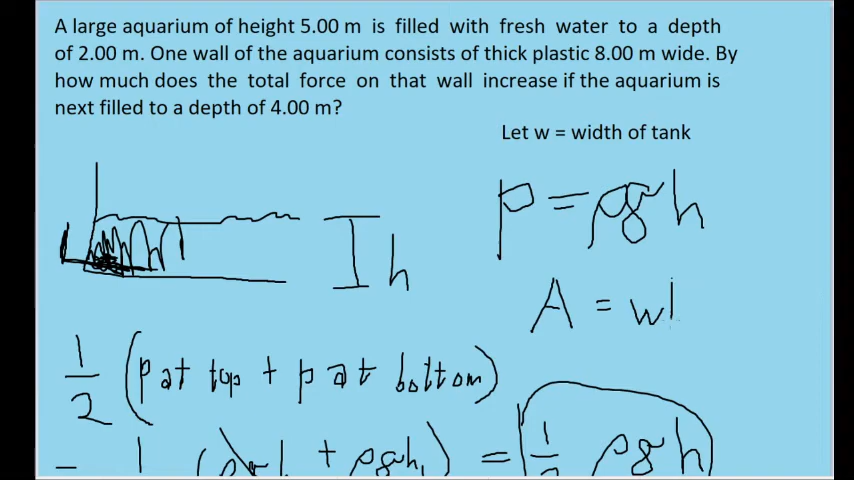 A large aquarium of height 5.00 m is filled with fresh water to a depth
of 2.00 m. One wall of the aquarium consists of thick plastic 8.00 m wide. By
how much does the total force on that wall increase if the aquarium is
next filled to a depth of 4.00 m?
Let w = width of tank
p = ρgh
h
A = w
1/2 (p at top + p at bottom)
+ ρgh,) = 1/2 ρgh